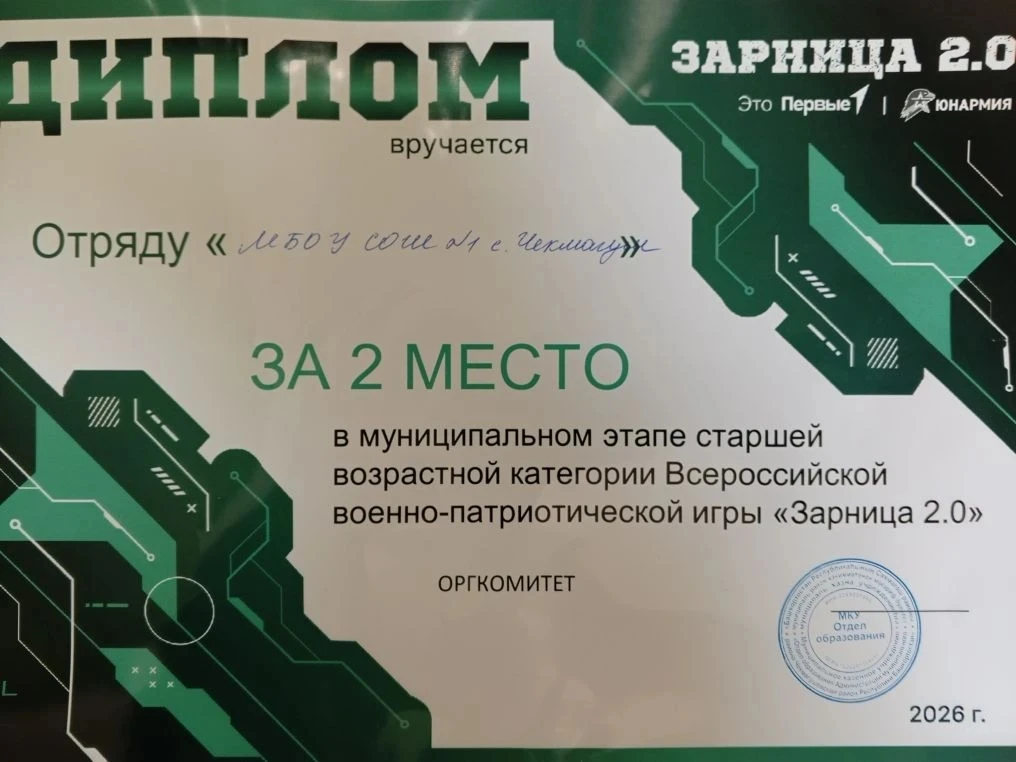 ДИПЛОМ
вручается
ЗАРНИЦА 2.0
Это Первые | ЮНАРМИЯ
Отряду « МБОУ СОШ №1 с. Чекмагуш »
ЗА 2 МЕСТО
в муниципальном этапе старшей
возрастной категории Всероссийской
военно-патриотической игры «Зарница 2.0»
ОРГКОМИТЕТ
МКУ
Отдел
образования
2026 г.